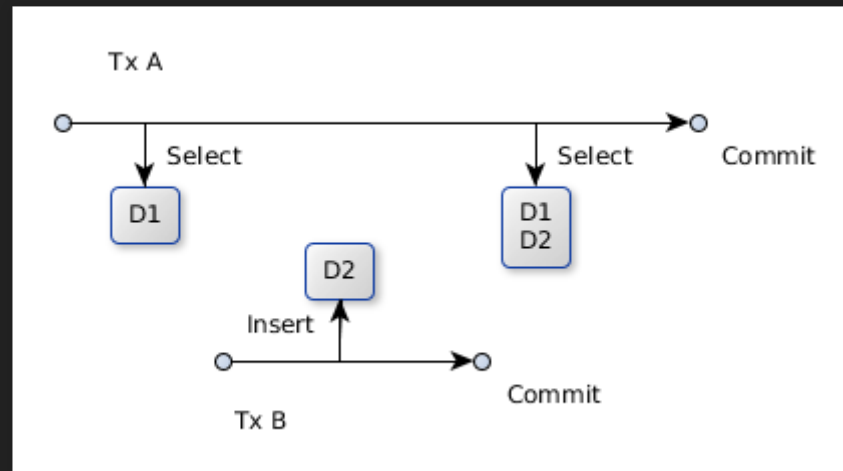 Tx A
Select
Select
Commit
D1
D1
D2
D2
Insert
Commit
Tx B